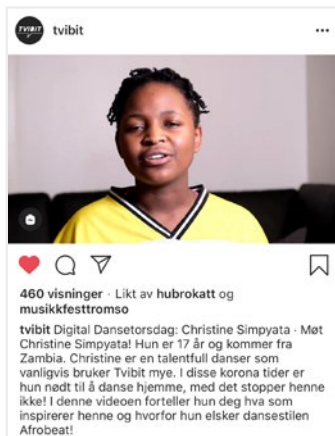 TVIBIT
tvibit
460 visninger · Likt av hubrokatt og
musikkfesttromso
tvibit Digital Dansetorsdag: Christine Simpyata - Møt
Christine Simpyata! Hun er 17 år og kommer fra
Zambia. Christine er en talentfull danser som
vanligvis bruker Tvibit mye. I disse korona tider er
hun nødt til å danse hjemme, med det stopper henne
ikke! I denne videoen forteller hun deg hva som
inspirerer henne og hvorfor hun elsker dansestilen
Afrobeat!